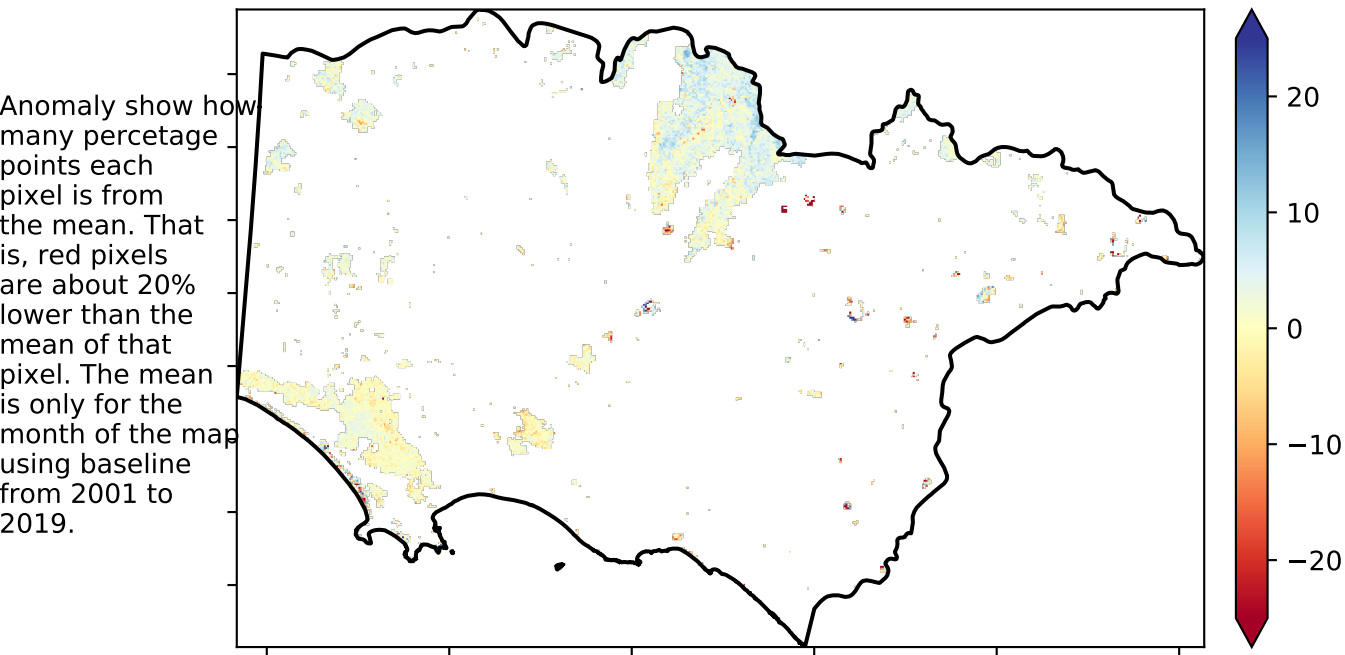 Anomaly show how
many percetage
points each
pixel is from
the mean. That
is, red pixels
are about 20%
lower than the
mean of that
pixel. The mean
is only for the
month of the map
using baseline
from 2001 to
2019.
20
10
0
−10
−20